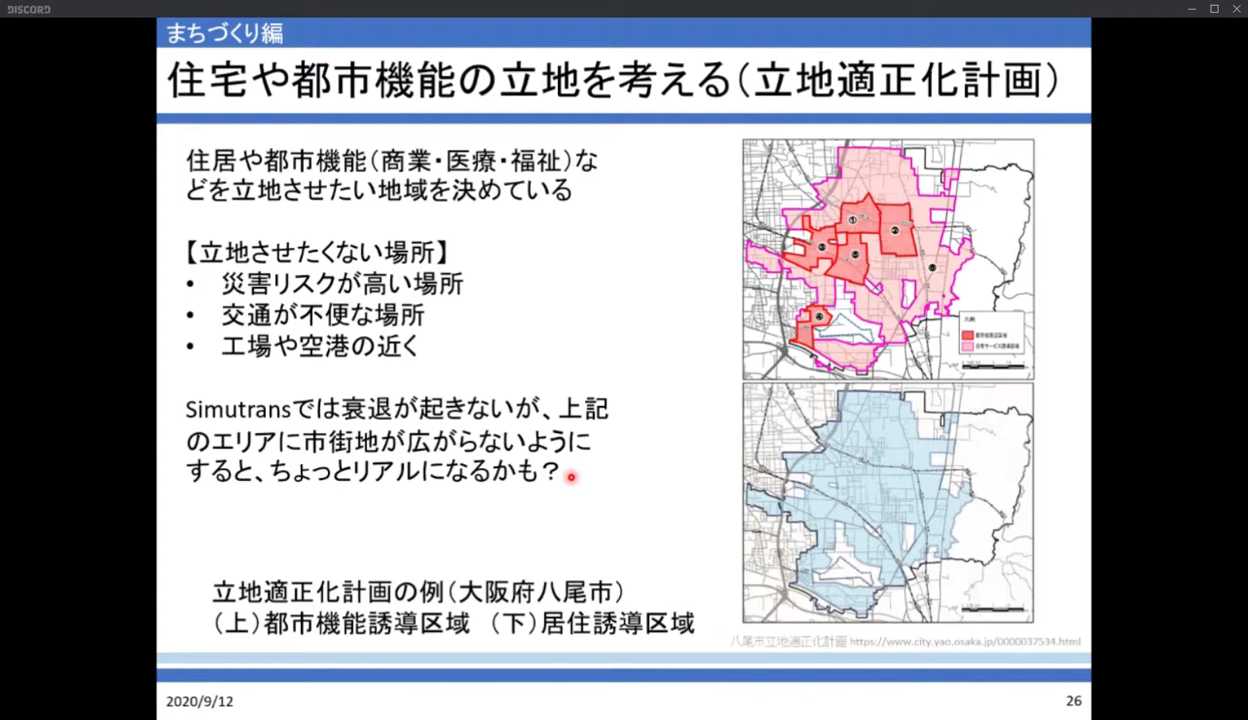 DISCORD
まちづくり編
住宅や都市機能の立地を考える（立地適正化計画）
住居や都市機能（商業・医療・福祉）な
どを立地させたい地域を決めている
【立地させたくない場所】
• 災害リスクが高い場所
• 交通が不便な場所
• 工場や空港の近く
Simutransでは衰退が起きないが、上記
のエリアに市街地が広がらないように
すると、ちょっとリアルになるかも？
立地適正化計画の例（大阪府八尾市）
（上）都市機能誘導区域 （下）居住誘導区域
凡例
八尾市立地適正化計画 https://www.city.yao.osaka.jp/0000037534.html
2020/9/12
26